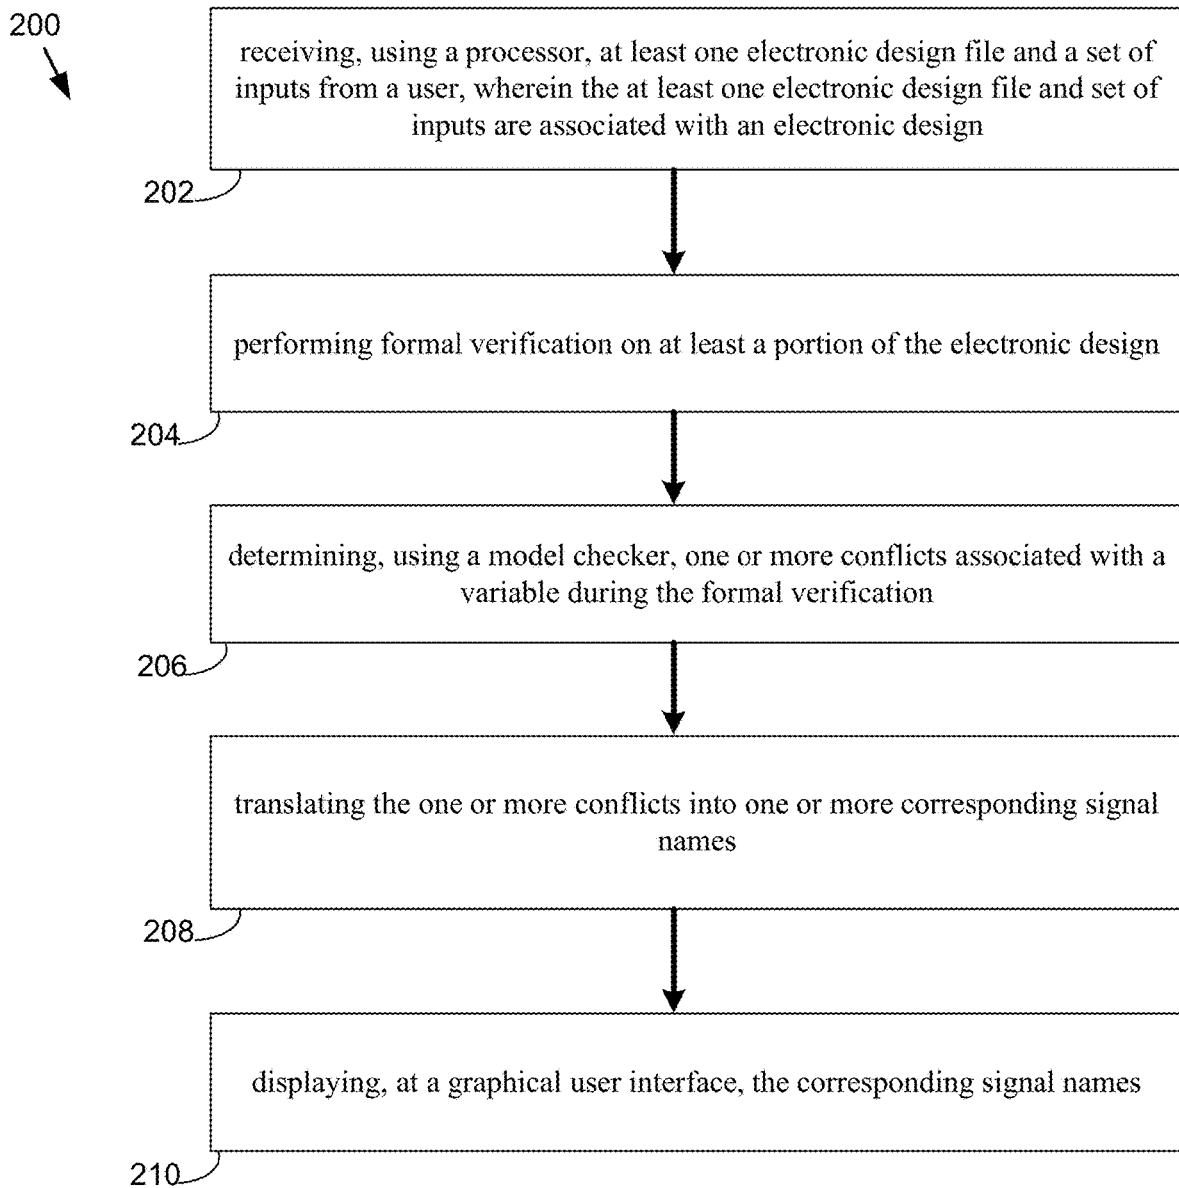 200
receiving, using a processor, at least one electronic design file and a set of
inputs from a user, wherein the at least one electronic design file and set of
inputs are associated with an electronic design
202
performing formal verification on at least a portion of the electronic design
204
determining, using a model checker, one or more conflicts associated with a
variable during the formal verification
206
translating the one or more conflicts into one or more corresponding signal
names
208
displaying, at a graphical user interface, the corresponding signal names
210